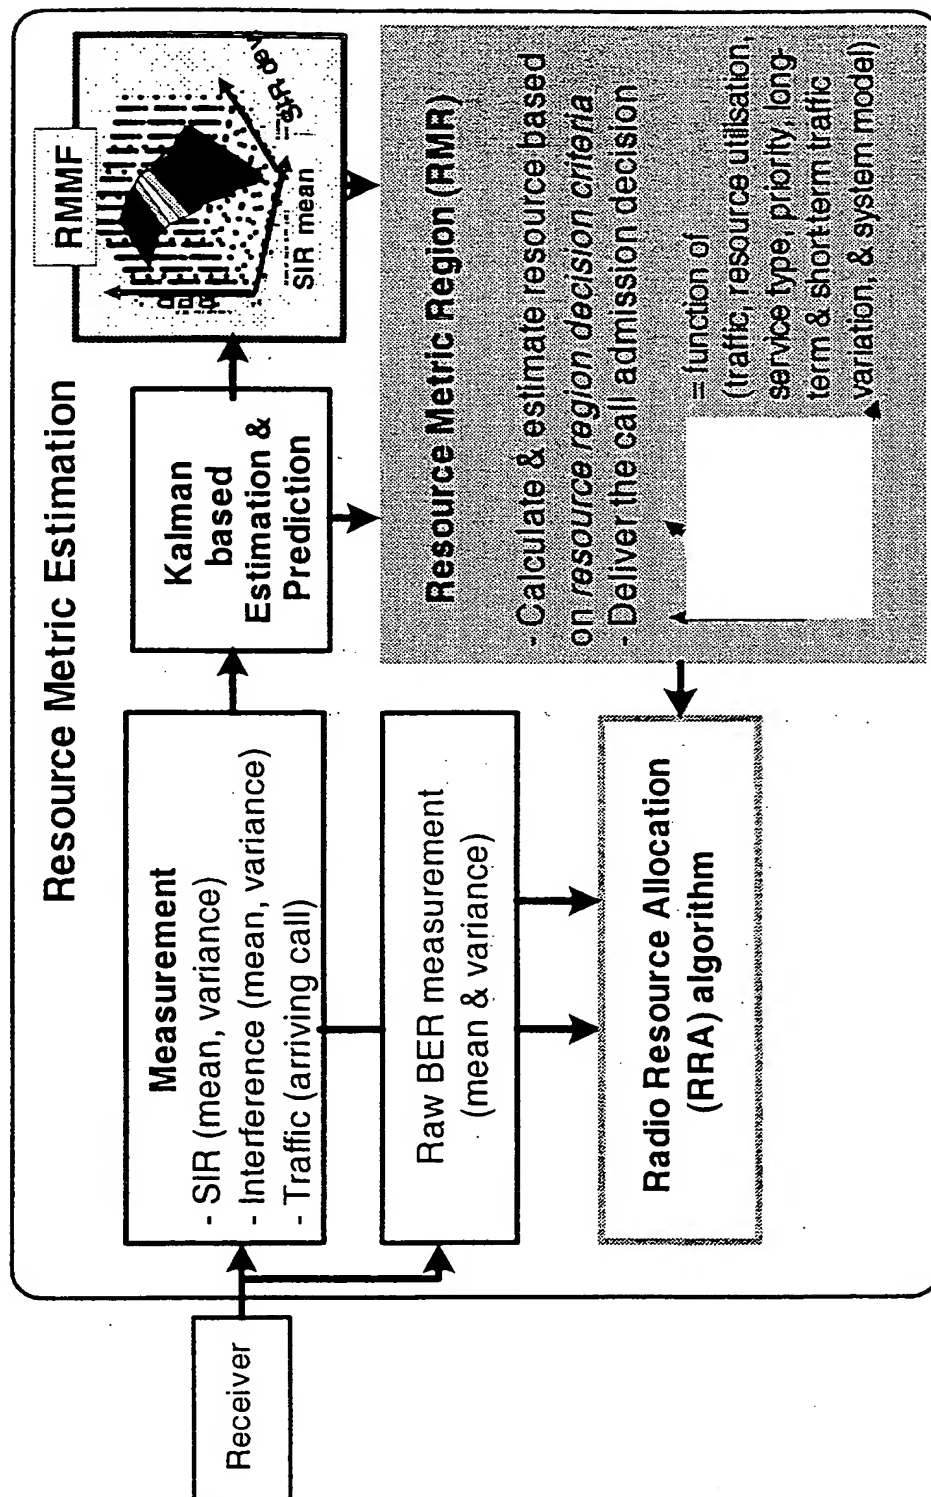 Resource Metric Estimation
Receiver
Measurement
- SIR (mean, variance)
- Interference (mean, variance)
- Traffic (arriving call)
Raw BER measurement
(mean & variance)
Radio Resource Allocation
(RRA) algorithm
Kalman
based
Estimation &
Prediction
RMMF
SIR mean
Resource Metric Region (RMR)
- Calculate & estimate resource based
on resource region decision criteria
- Deliver the call admission decision
= function of
(traffic, resource utilisation,
service type, priority, long-
term & short-term traffic
variation, & system model)